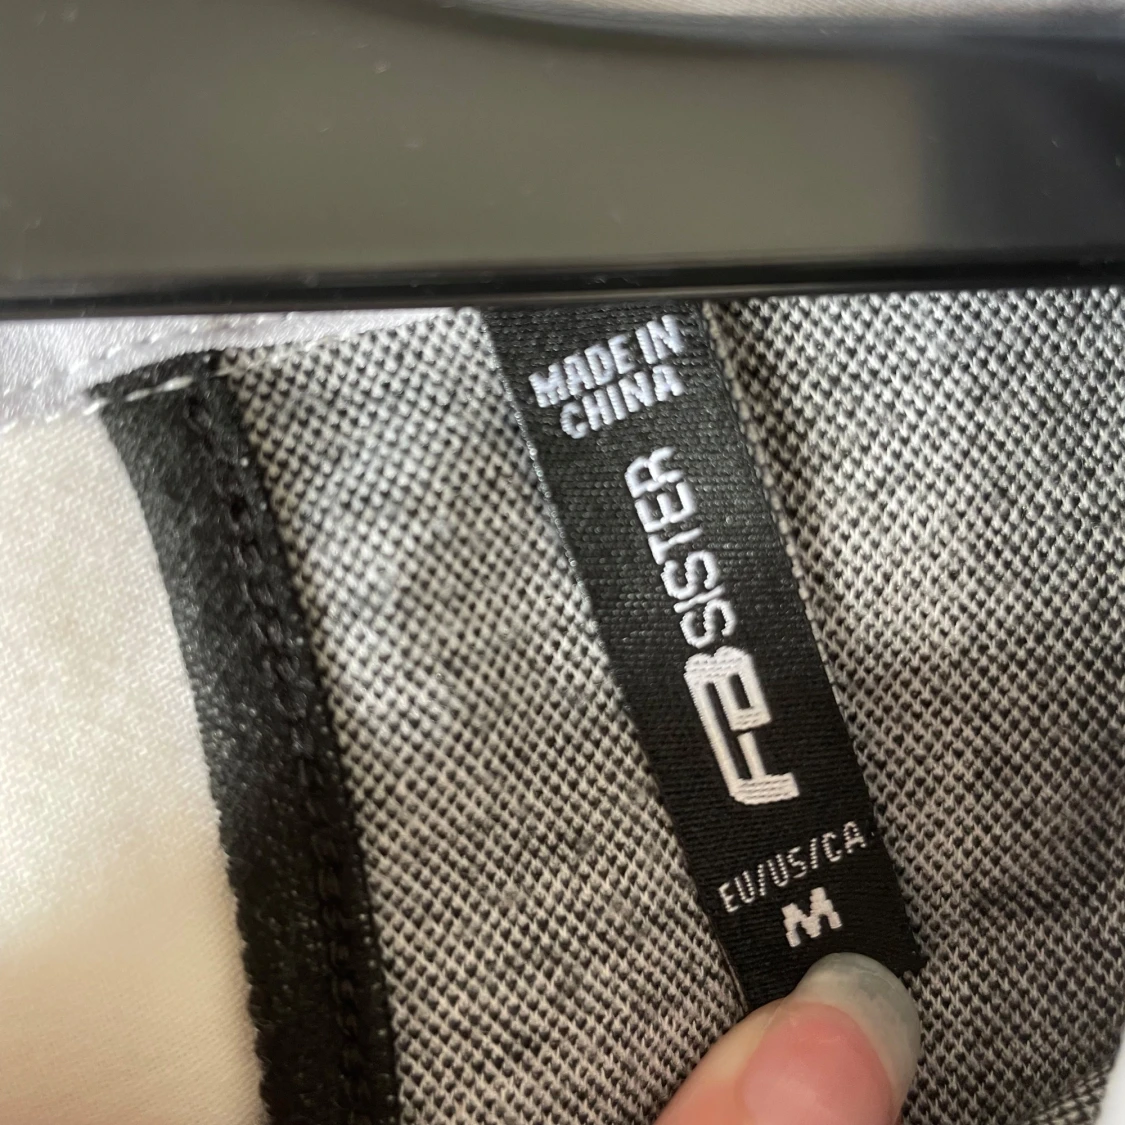 MADE IN
CHINA
FB SISTER
EU/US/CA
M